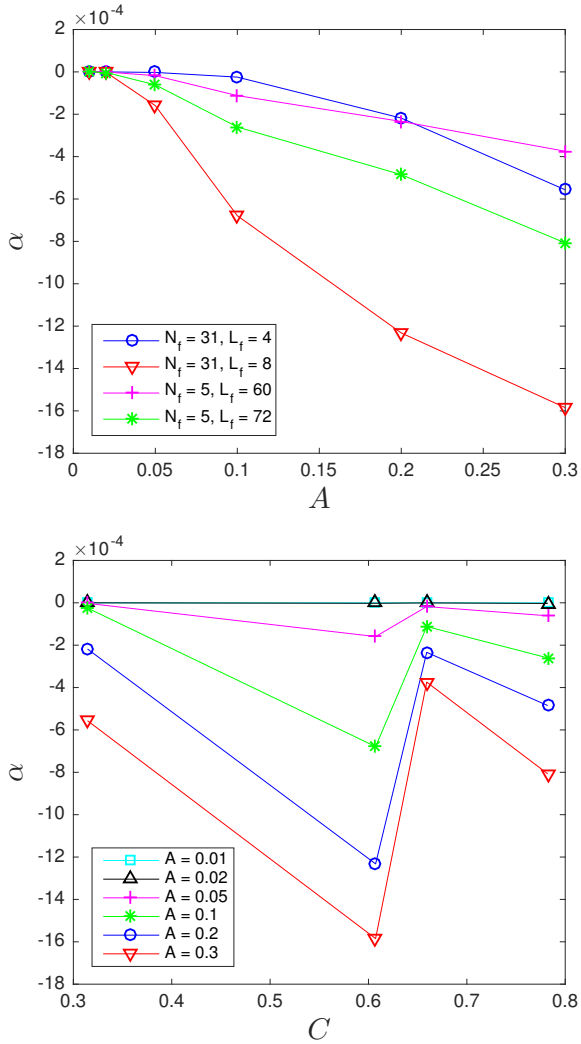 ×10⁻⁴
2
0
-2
-4
-6
-8
-10
-12
-14
-16
-18
α
N_f = 31, L_f = 4
N_f = 31, L_f = 8
N_f = 5, L_f = 60
N_f = 5, L_f = 72
0 0.05 0.1 0.15 0.2 0.25 0.3
A
×10⁻⁴
2
0
-2
-4
-6
-8
-10
-12
-14
-16
-18
α
A = 0.01
A = 0.02
A = 0.05
A = 0.1
A = 0.2
A = 0.3
0.3 0.4 0.5 0.6 0.7 0.8
C